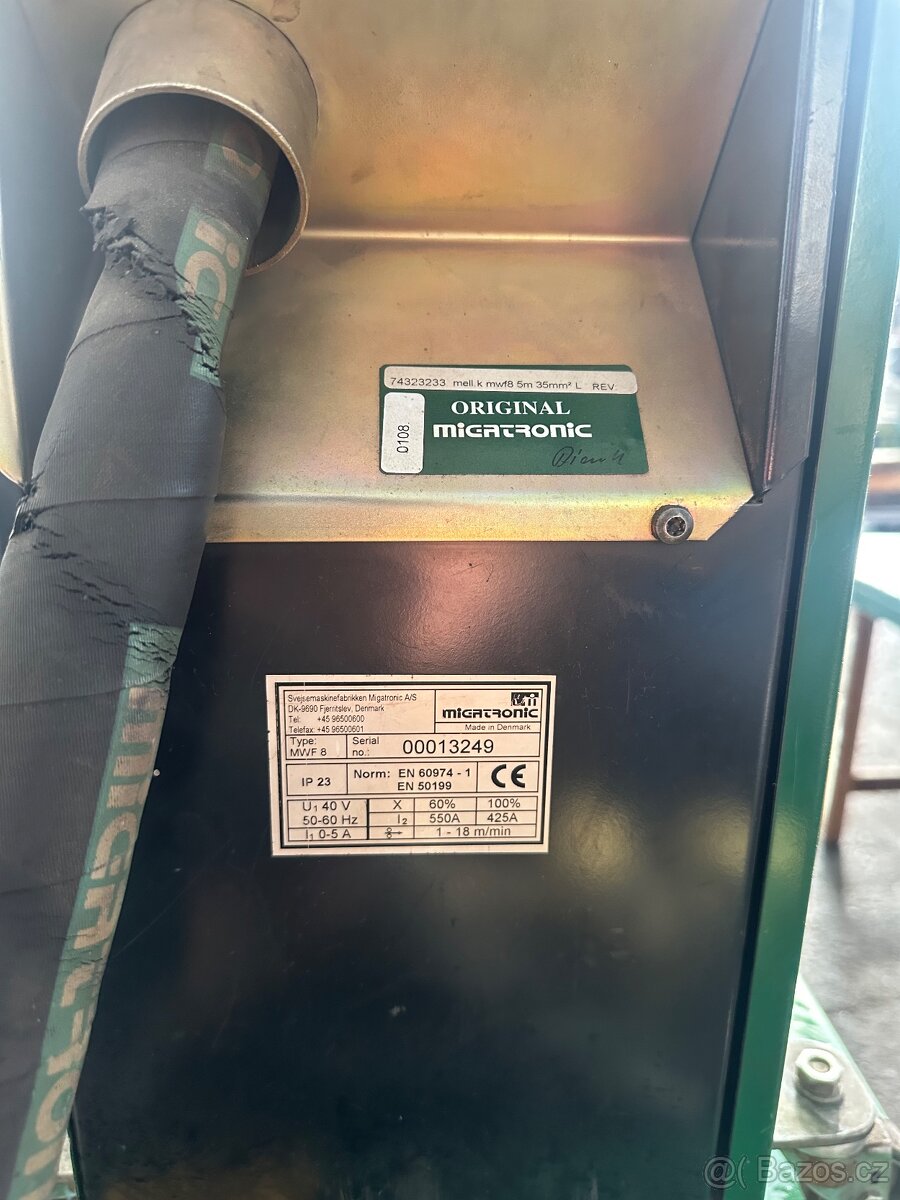 74323233 mell.k mwf8 5m 35mm² L REV.
ORIGINAL
MIGATRONIC
0108.
Svejsemaskinefabrikken Migatronic A/S
DK-9690 Fjerritslev, Denmark
Tel: +45 96500600
Telefax: +45 96500601
MIGATRONIC
Made in Denmark
Type: MWF 8
Serial no.: 00013249
IP 23
Norm: EN 60974 - 1
EN 50199
CE
U1 40 V X 60% 100%
50-60 Hz I2 550A 425A
I1 0-5 A 1 - 18 m/min
MIGATRONIC
@( Bazos.cz